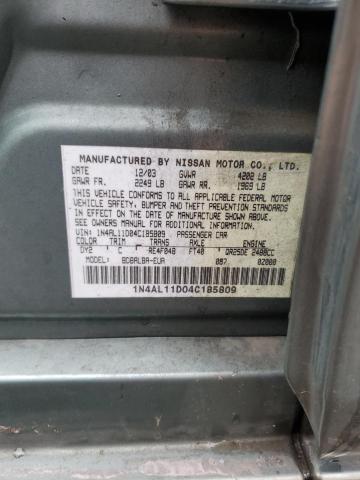 MANUFACTURED BY NISSAN MOTOR CO., LTD.
DATE 12/03 GVWR 4202 LB
GAWR FR. 2249 LB GAWR RR. 1969 LB
THIS VEHICLE CONFORMS TO ALL APPLICABLE FEDERAL MOTOR
VEHICLE SAFETY, BUMPER AND THEFT PREVENTION STANDARDS
IN EFFECT ON THE DATE OF MANUFACTURE SHOWN ABOVE.
SEE OWNERS MANUAL FOR ADDITIONAL INFORMATION.
VIN: 1N4AL11D04C185809 PASSENGER CAR
COLOR TRIM TRANS AXLE ENGINE
DY2 C RE4F04B FT40 QR25DE 2488CC
MODEL BDBALBA-EUA 087 02088
1N4AL11D04C185809